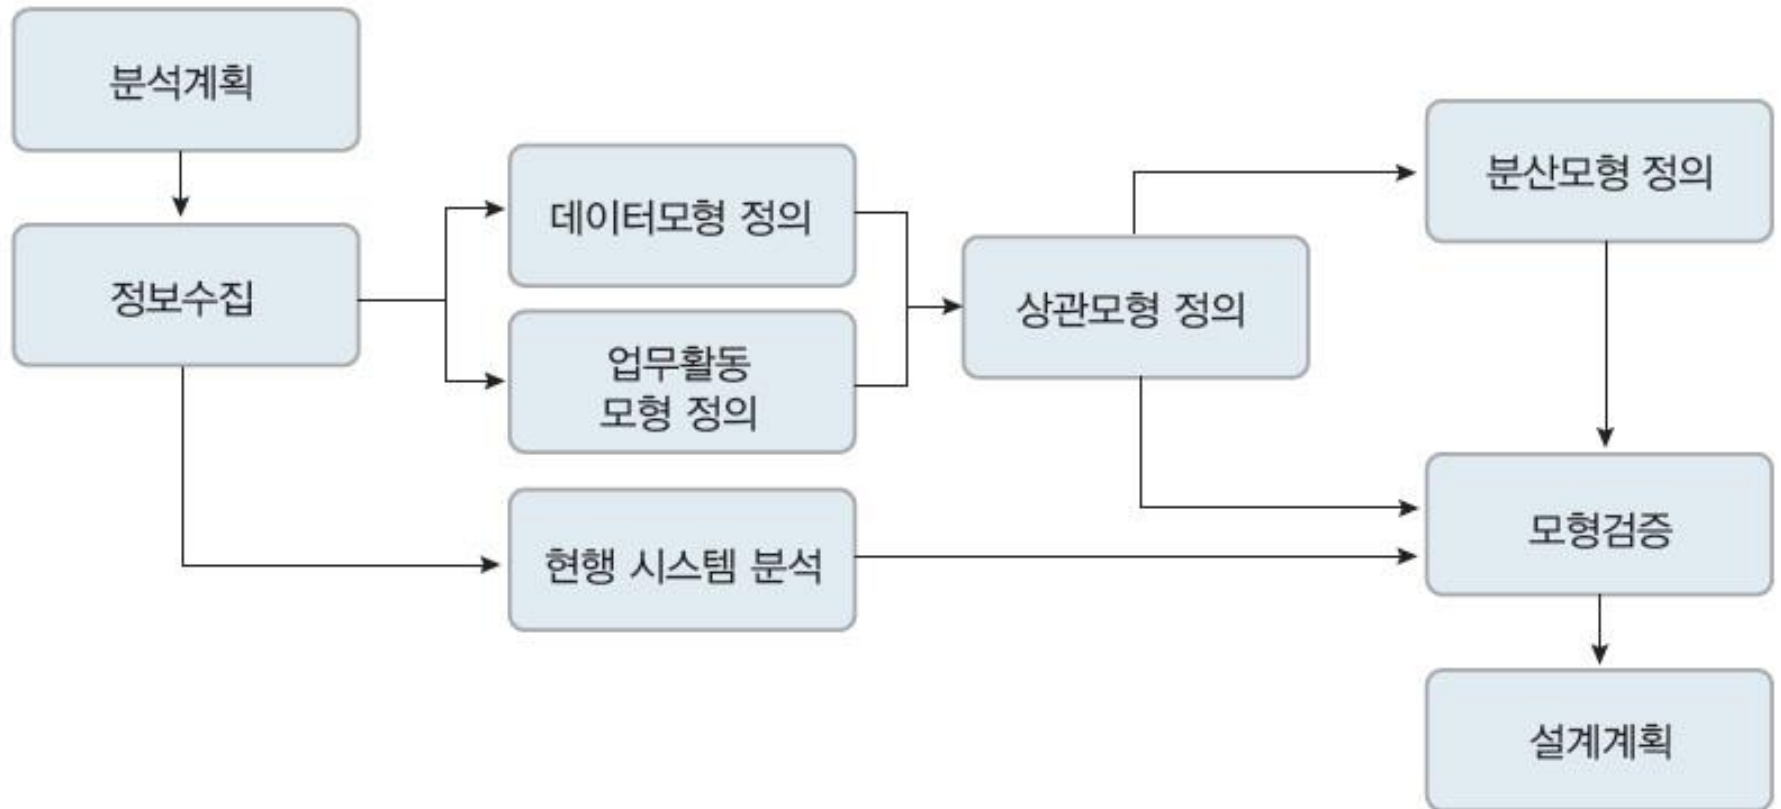 분석계획
정보수집
데이터모형 정의
업무활동
모형 정의
현행 시스템 분석
상관모형 정의
분산모형 정의
모형검증
설계계획